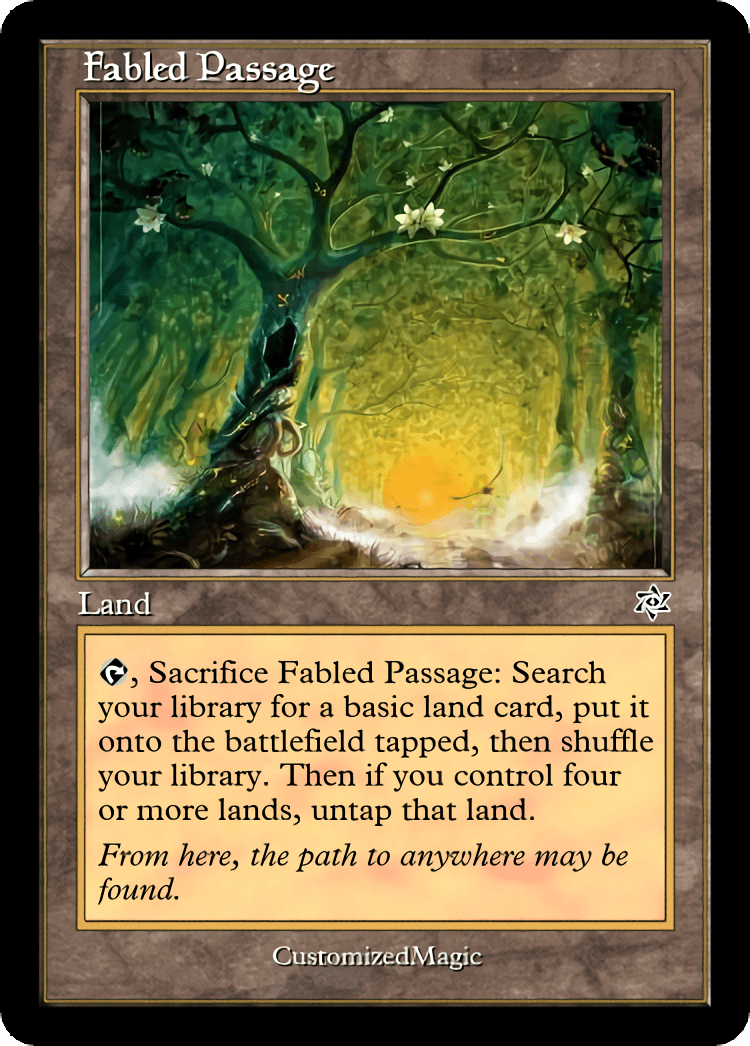 Fabled Passage
Land
, Sacrifice Fabled Passage: Search
your library for a basic land card, put it
onto the battlefield tapped, then shuffle
your library. Then if you control four
or more lands, untap that land.
From here, the path to anywhere may be
found.
CustomizedMagic